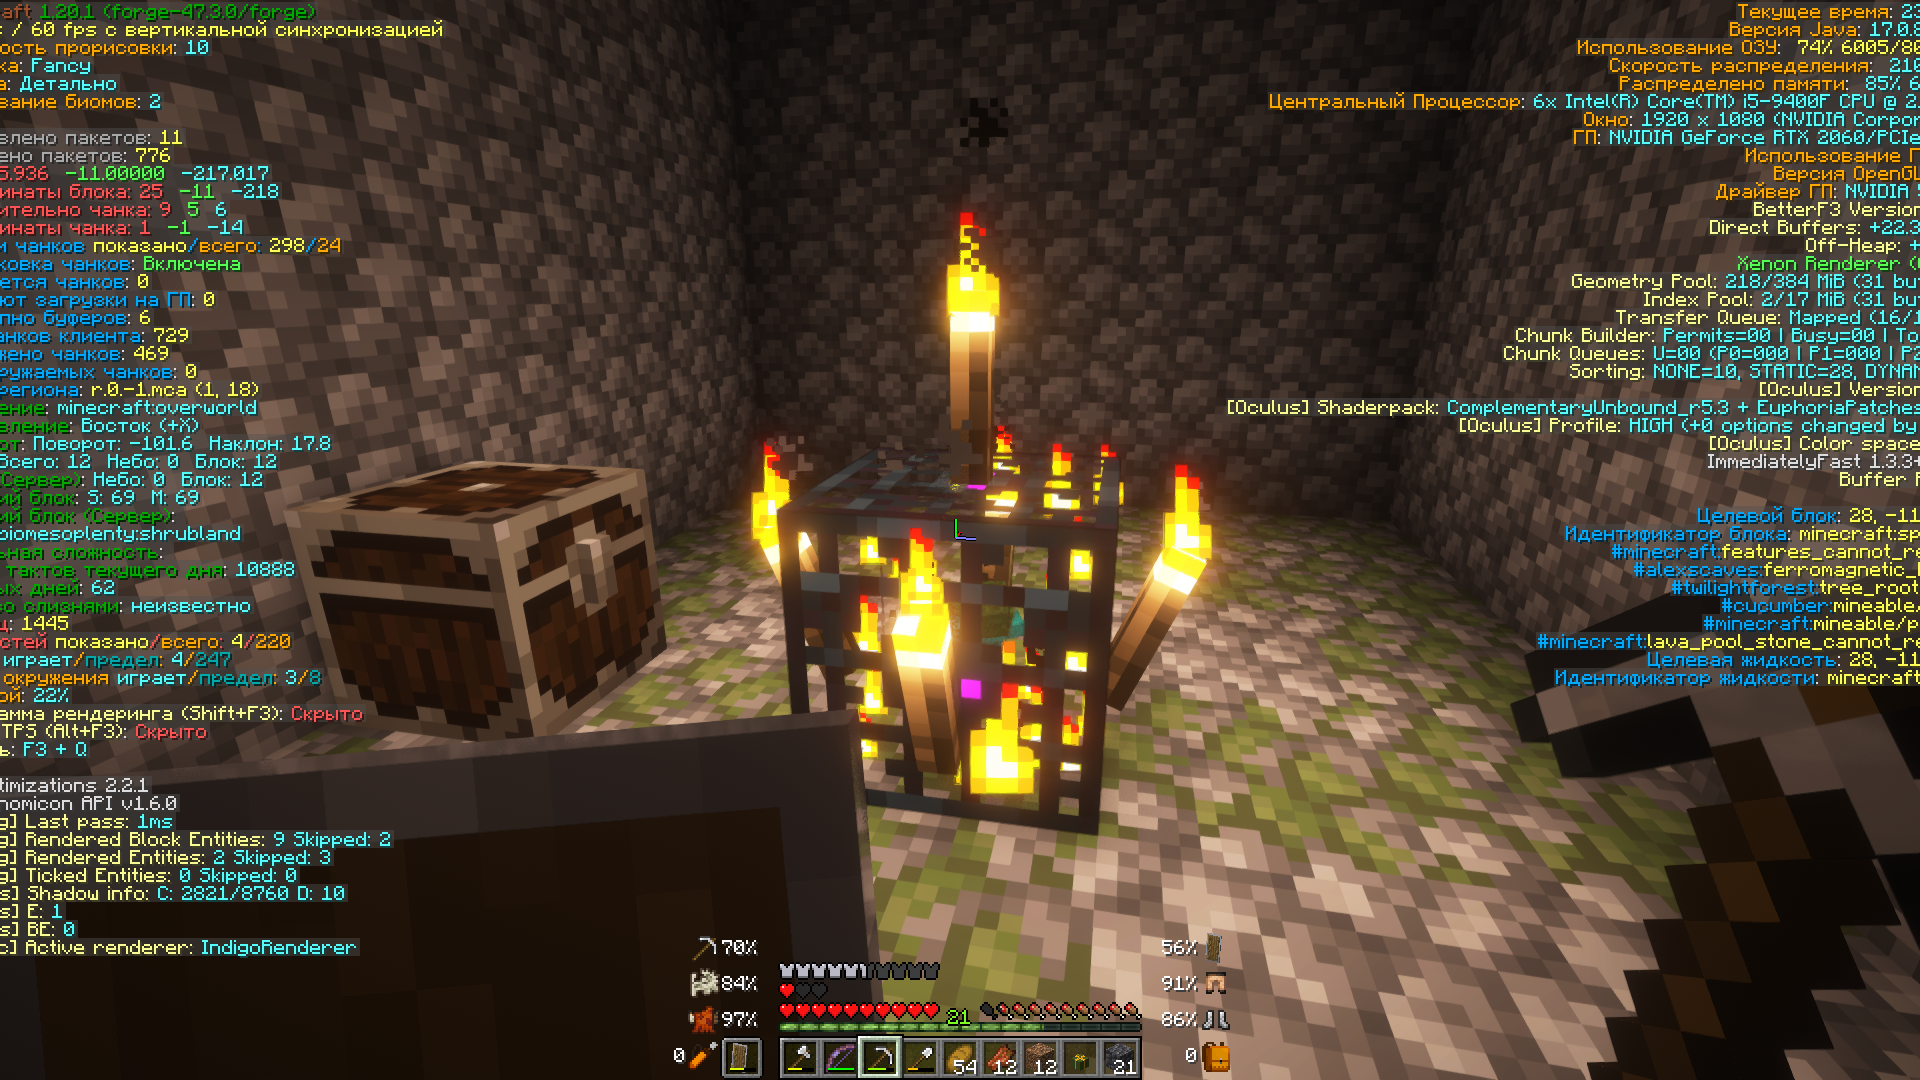 aft 1.20.1 (forge-47.3.0/forge)
/ 60 fps с вертикальной синхронизацией
ость прорисовки: 10
ка: Fancy
а: Детально
зание биомов: 2
влено пакетов: 11
ено пакетов: 776
5.936 -11.00000 -217.017
инаты блока: 25 -11 -218
ительно чанка: 9 5 6
инаты чанка: 1 -1 -14
и чанков показано/всего: 298/24
ковка чанков: Включена
ется чанков: 0
ют загрузки на ГП: 0
пно буферов: 6
анков клиента: 729
жено чанков: 469
ружаемых чанков: 0
региона: r.0.-1.mca (1, 18)
ение: minecraft:overworld
вление: Восток (+X)
от: Поворот: -101.6 Наклон: 17.8
Всего: 12 Небо: 0 Блок: 12
(Сервер): Небо: 0 Блок: 12
ий блок: S: 69 M: 69
ий блок (Сервер):
biomesoplenty:shrubland
ьная сложность:
тактов текущего дня: 10888
ых дней: 62
во слизнями: неизвестно
ц: 1445
стей показано/всего: 4/220
играет/предел: 4/247
окружения играет/предел: 3/8
ой: 22%
амма рендеринга (Shift+F3): Скрыто
TPS (Alt+F3): Скрыто
ь: F3 + Q
timizations 2.2.1
nomicon API v1.6.0
g] Last pass: 1ms
g] Rendered Block Entities: 9 Skipped: 2
g] Rendered Entities: 2 Skipped: 3
g] Ticked Entities: 0 Skipped: 0
s] Shadow info: C: 2821/8760 D: 10
s] E: 1
s] BE: 0
c] Active renderer: IndigoRenderer
Текущее время: 23
Версия Java: 17.0.8
Использование ОЗУ: 74% 6005/80
Скорость распределения: 210
Распределено памяти: 85% 6
Центральный Процессор: 6x Intel(R) Core(TM) i5-9400F CPU @ 2.
Окно: 1920 x 1080 (NVIDIA Corpor
ГП: NVIDIA GeForce RTX 2060/PCIe
Использование Г
Версия OpenGL
Драйвер ГП: NVIDIA
BetterF3 Version
Direct Buffers: +22.3
Off-Heap: +
Xenon Renderer (
Geometry Pool: 218/384 MiB (31 bu
Index Pool: 2/17 MiB (31 bu
Transfer Queue: Mapped (16/1
Chunk Builder: Permits=00 | Busy=00 | To
Chunk Queues: U=00 (P0=000 | P1=000 | P2
Sorting: NONE=10, STATIC=28, DYNAM
[Oculus] Version
[Oculus] Shaderpack: ComplementaryUnbound_r5.3 + EuphoriaPatches
[Oculus] Profile: HIGH (+0 options changed by
[Oculus] Color space
ImmediatelyFast 1.3.3+
Buffer P
Целевой блок: 28, -11
Идентификатор блока: minecraft:sp
#minecraft:features_cannot_re
#alexscaves:ferromagnetic_
#twilightforest:tree_root
#cucumber:mineable/
#minecraft:mineable/p
#minecraft:lava_pool_stone_cannot_re
Целевая жидкость: 28, -11
Идентификатор жидкости: minecraft
70%
84%
97%
0
21
56%
91%
86%
0
54
12
12
21